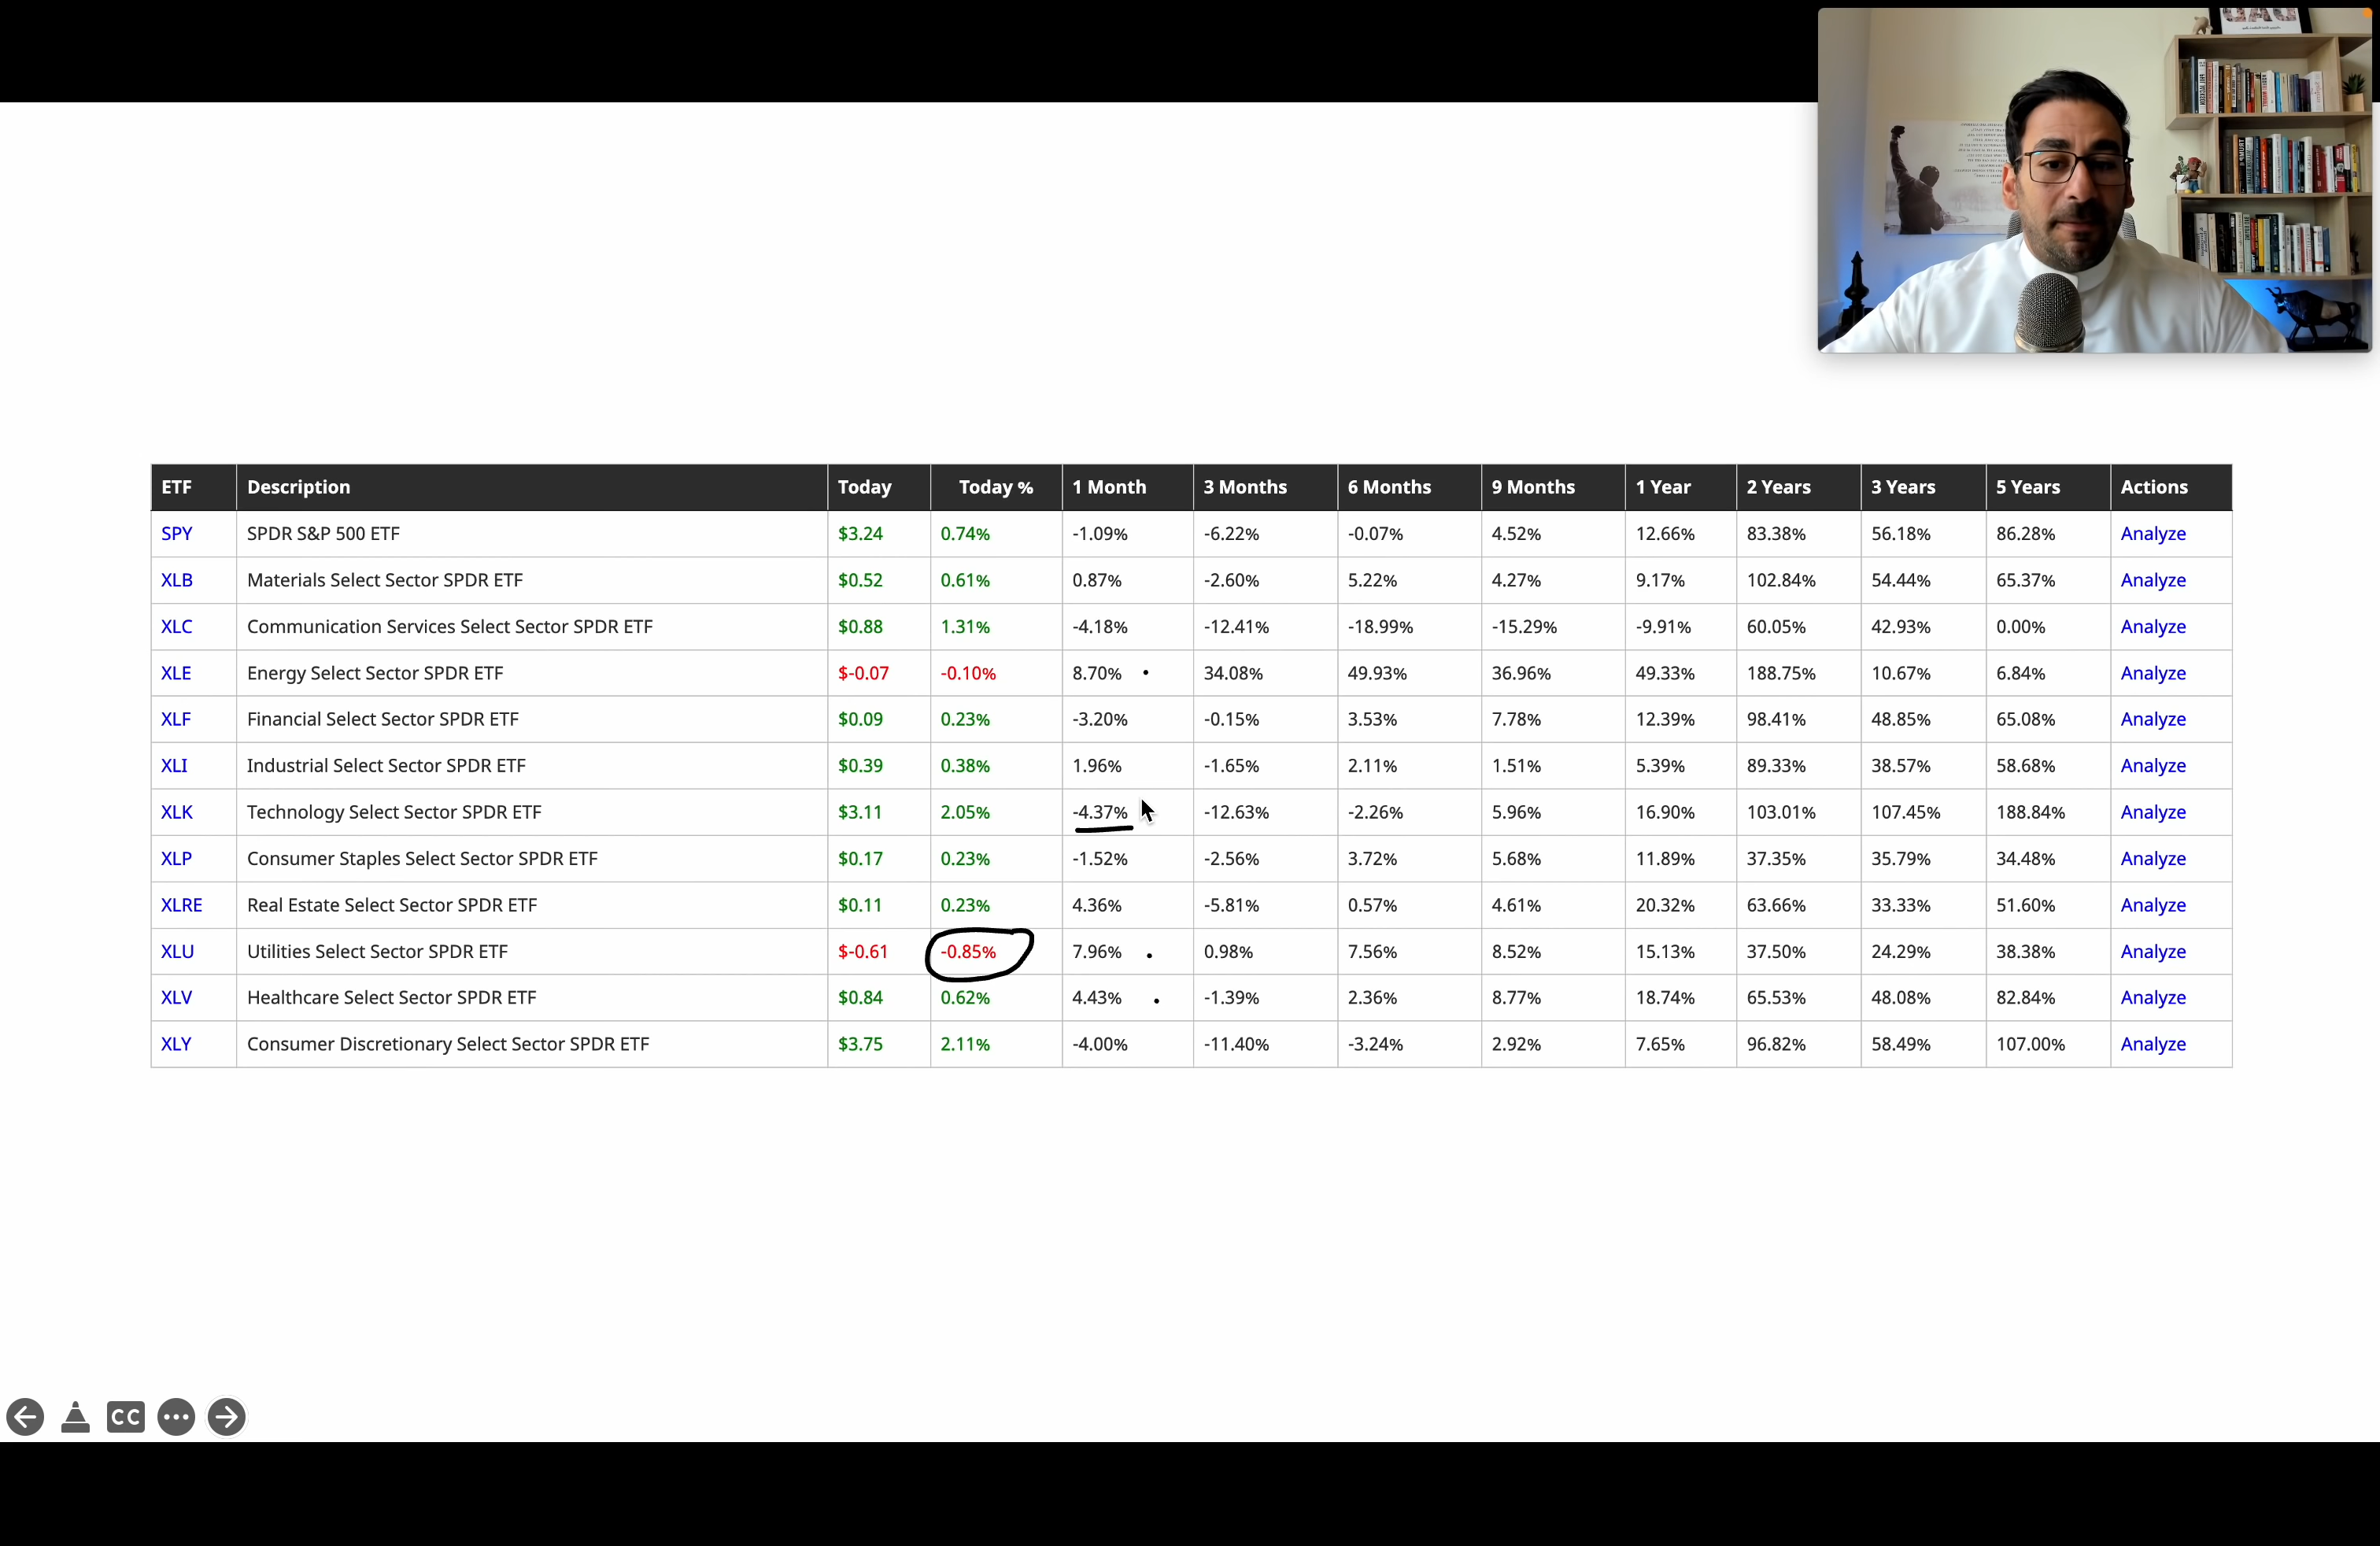 ETF Description Today Today % 1 Month 3 Months 6 Months 9 Months 1 Year 2 Years 3 Years 5 Years Actions
SPY SPDR S&P 500 ETF $3.24 0.74% -1.09% -6.22% -0.07% 4.52% 12.66% 83.38% 56.18% 86.28% Analyze
XLB Materials Select Sector SPDR ETF $0.52 0.61% 0.87% -2.60% 5.22% 4.27% 9.17% 102.84% 54.44% 65.37% Analyze
XLC Communication Services Select Sector SPDR ETF $0.88 1.31% -4.18% -12.41% -18.99% -15.29% -9.91% 60.05% 42.93% 0.00% Analyze
XLE Energy Select Sector SPDR ETF $-0.07 -0.10% 8.70% 34.08% 49.93% 36.96% 49.33% 188.75% 10.67% 6.84% Analyze
XLF Financial Select Sector SPDR ETF $0.09 0.23% -3.20% -0.15% 3.53% 7.78% 12.39% 98.41% 48.85% 65.08% Analyze
XLI Industrial Select Sector SPDR ETF $0.39 0.38% 1.96% -1.65% 2.11% 1.51% 5.39% 89.33% 38.57% 58.68% Analyze
XLK Technology Select Sector SPDR ETF $3.11 2.05% -4.37% -12.63% -2.26% 5.96% 16.90% 103.01% 107.45% 188.84% Analyze
XLP Consumer Staples Select Sector SPDR ETF $0.17 0.23% -1.52% -2.56% 3.72% 5.68% 11.89% 37.35% 35.79% 34.48% Analyze
XLRE Real Estate Select Sector SPDR ETF $0.11 0.23% 4.36% -5.81% 0.57% 4.61% 20.32% 63.66% 33.33% 51.60% Analyze
XLU Utilities Select Sector SPDR ETF $-0.61 -0.85% 7.96% 0.98% 7.56% 8.52% 15.13% 37.50% 24.29% 38.38% Analyze
XLV Healthcare Select Sector SPDR ETF $0.84 0.62% 4.43% -1.39% 2.36% 8.77% 18.74% 65.53% 48.08% 82.84% Analyze
XLY Consumer Discretionary Select Sector SPDR ETF $3.75 2.11% -4.00% -11.40% -3.24% 2.92% 7.65% 96.82% 58.49% 107.00% Analyze
CC